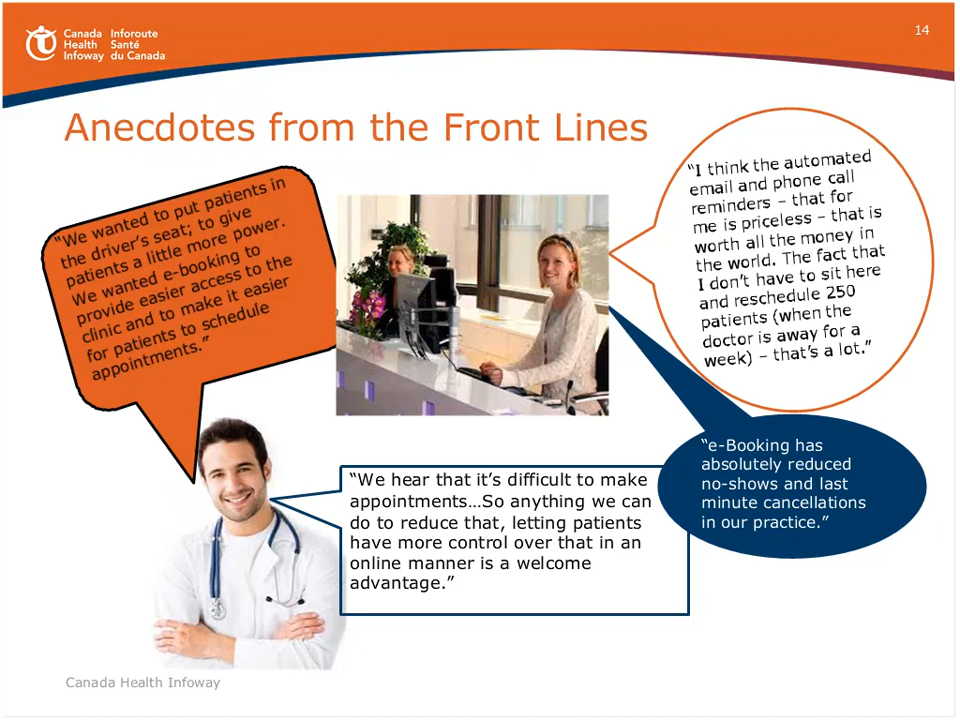 14
Canada Inforoute
Health Santé
Infoway du Canada
Anecdotes from the Front Lines
“We wanted to put patients in
the driver’s seat; to give
patients a little more power.
We wanted e-booking to
provide easier access to the
clinic and to make it easier
for patients to schedule
appointments.”
“I think the automated
email and phone call
reminders – that for
me is priceless – that is
worth all the money in
the world. The fact that
I don’t have to sit here
and reschedule 250
patients (when the
doctor is away for a
week) – that’s a lot.”
“e-Booking has
absolutely reduced
no-shows and last
minute cancellations
in our practice.”
“We hear that it’s difficult to make
appointments…So anything we can
do to reduce that, letting patients
have more control over that in an
online manner is a welcome
advantage.”
Canada Health Infoway